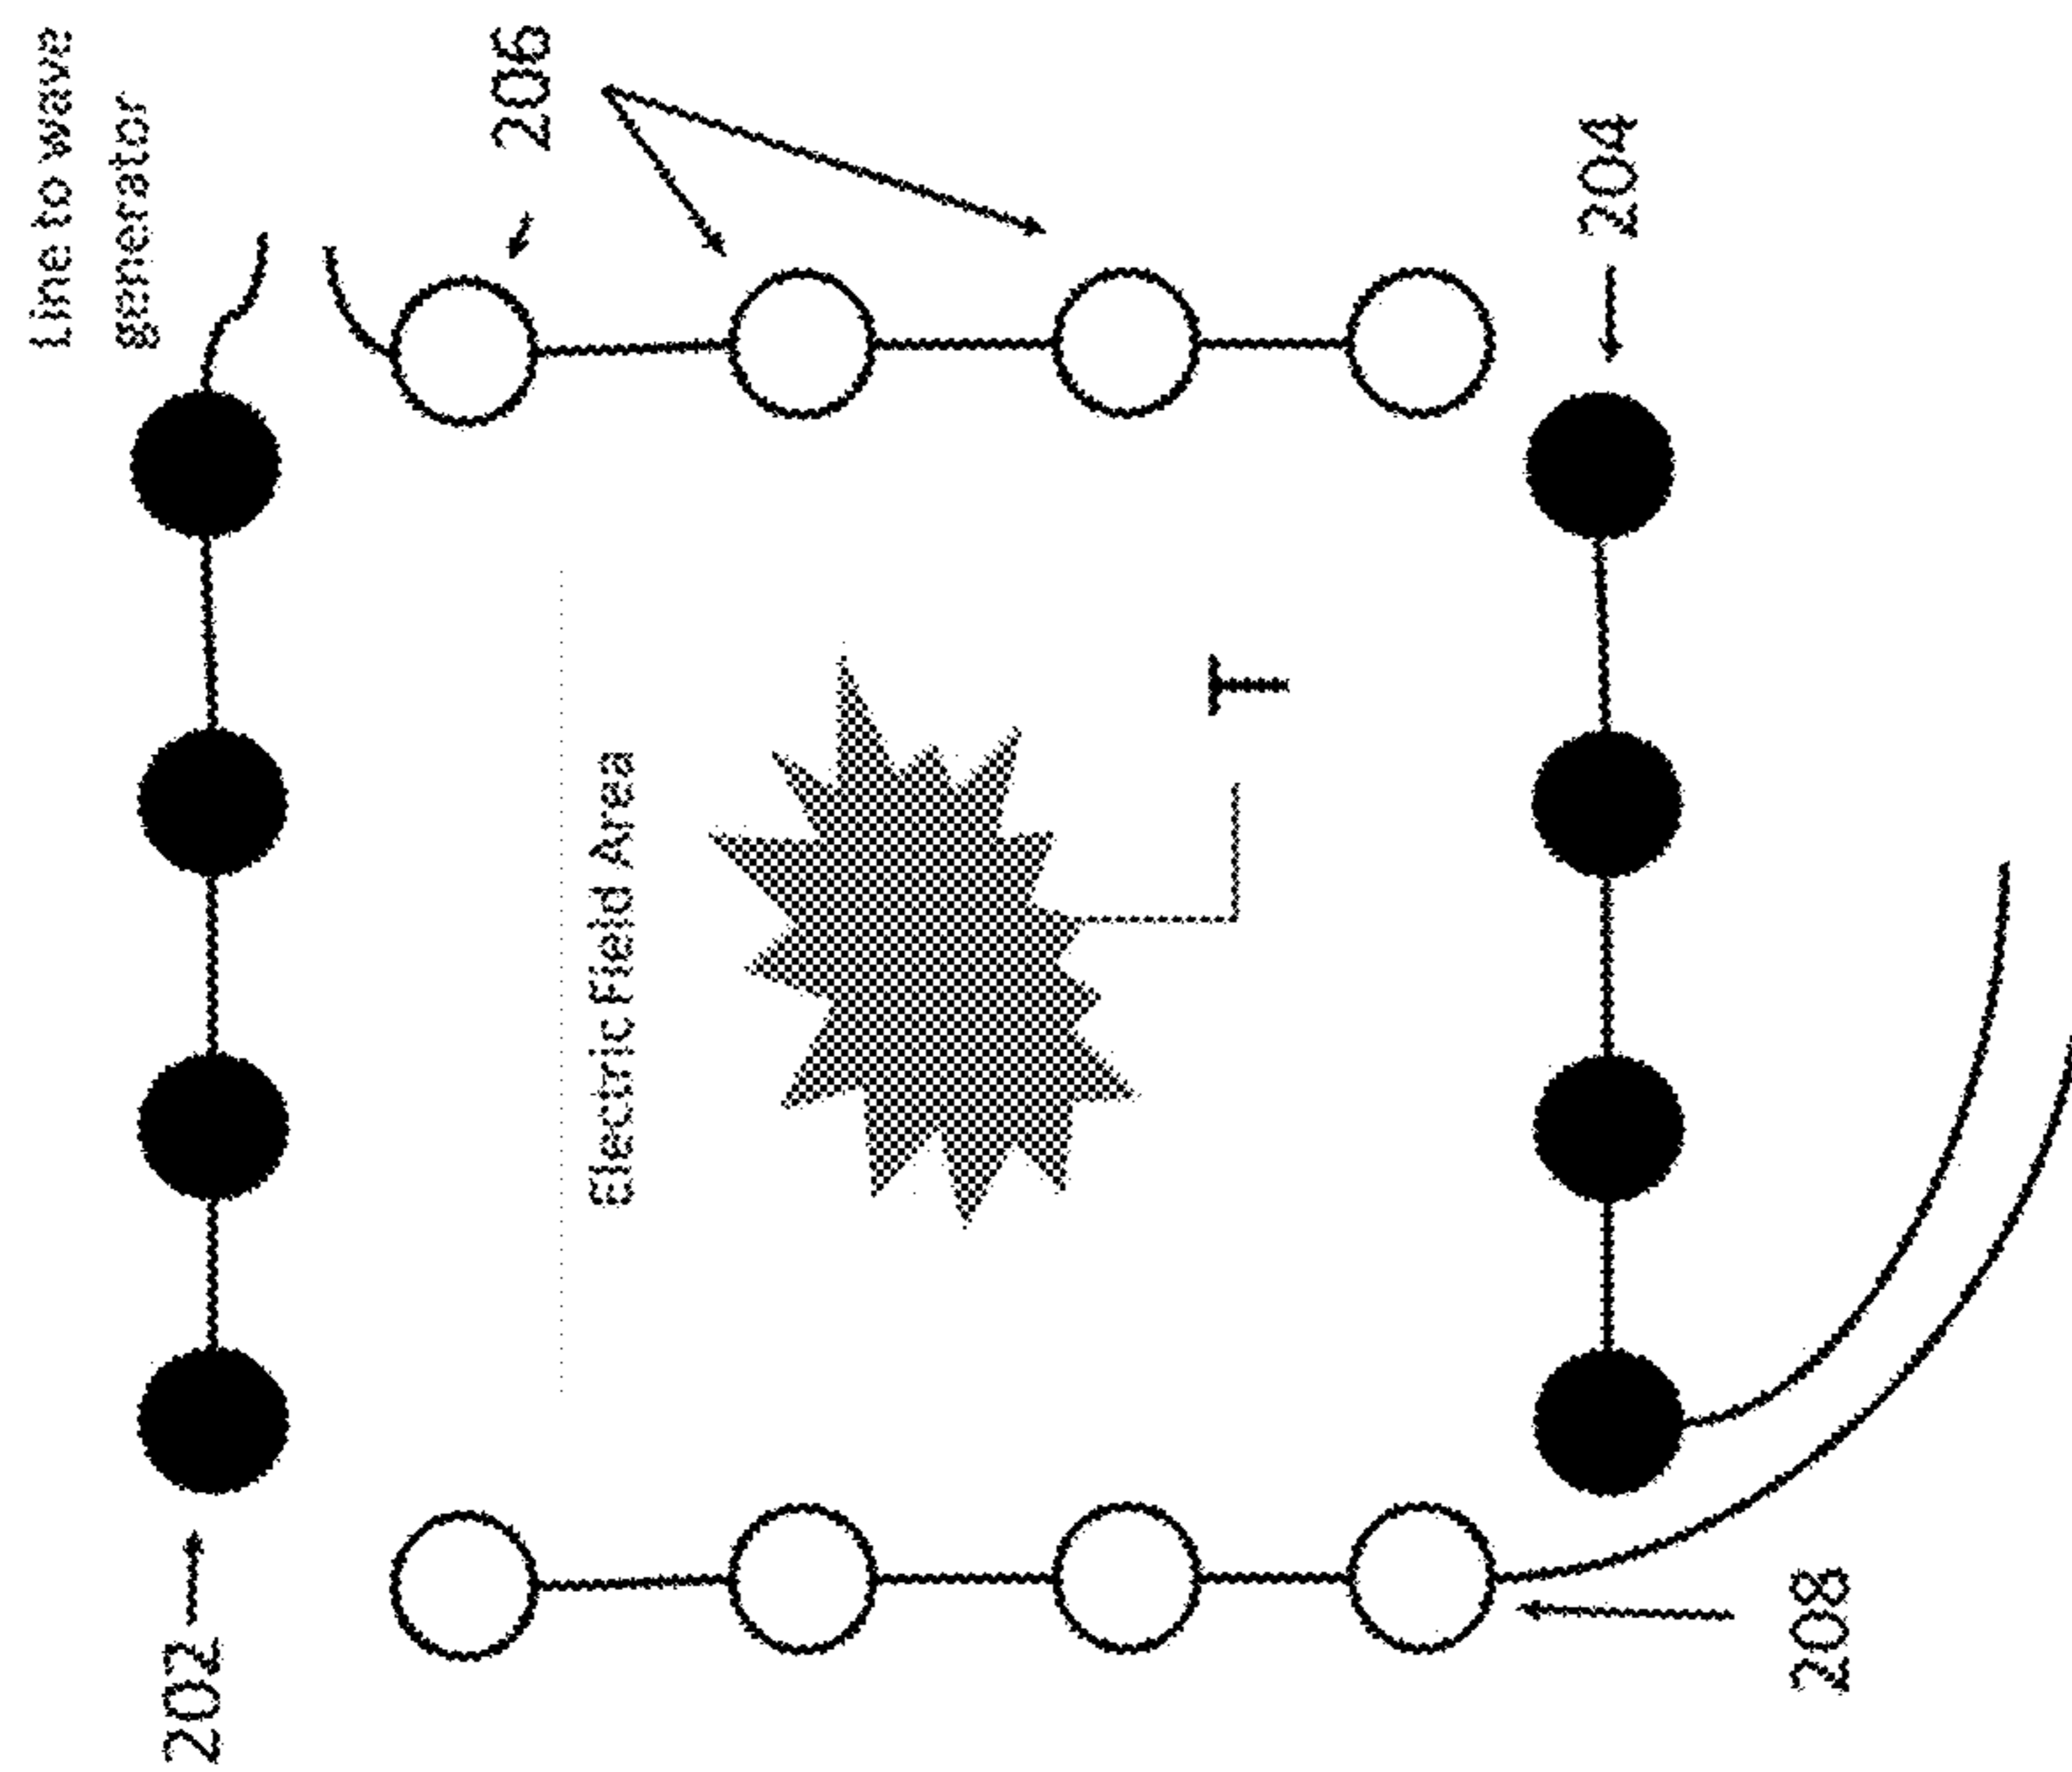 Line to wave
generator
206
204
T
Electric Field Area
202
208